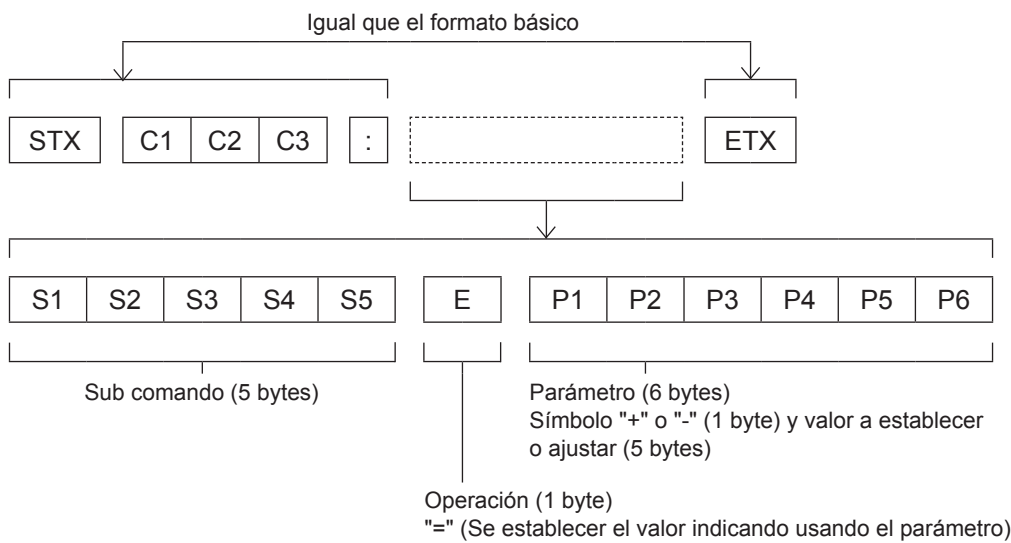 Igual que el formato básico
STX C1 C2 C3 : ETX
S1 S2 S3 S4 S5 E P1 P2 P3 P4 P5 P6
Sub comando (5 bytes)
Parámetro (6 bytes)
Símbolo "+" o "-" (1 byte) y valor a establecer
o ajustar (5 bytes)
Operación (1 byte)
"=" (Se establecer el valor indicando usando el parámetro)